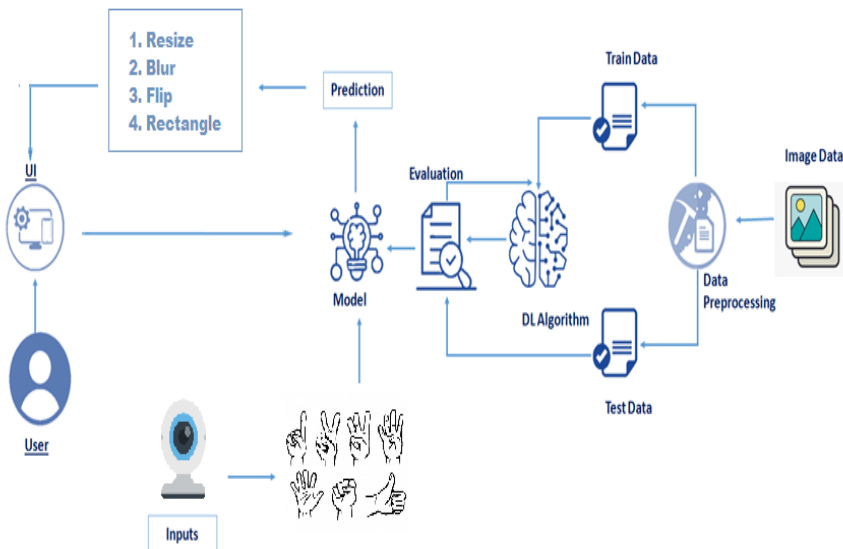 1. Resize
2. Blur
3. Flip
4. Rectangle
Prediction
Train Data
Image Data
UI
Evaluation
Model
DL Algorithm
Data
Preprocessing
Test Data
User
Inputs